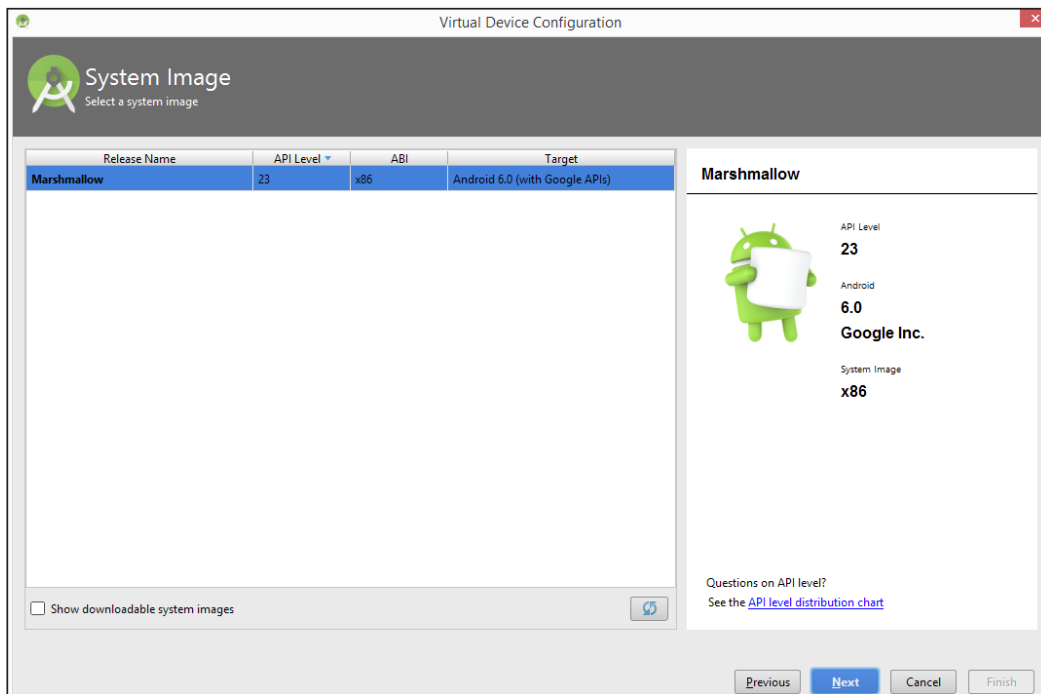 Virtual Device Configuration
System Image
Select a system image
Release Name API Level ABI Target
Marshmallow 23 x86 Android 6.0 (with Google APIs)
Marshmallow
API Level
23
Android
6.0
Google Inc.
System Image
x86
Questions on API level?
See the API level distribution chart
Show downloadable system images
Previous Next Cancel Finish